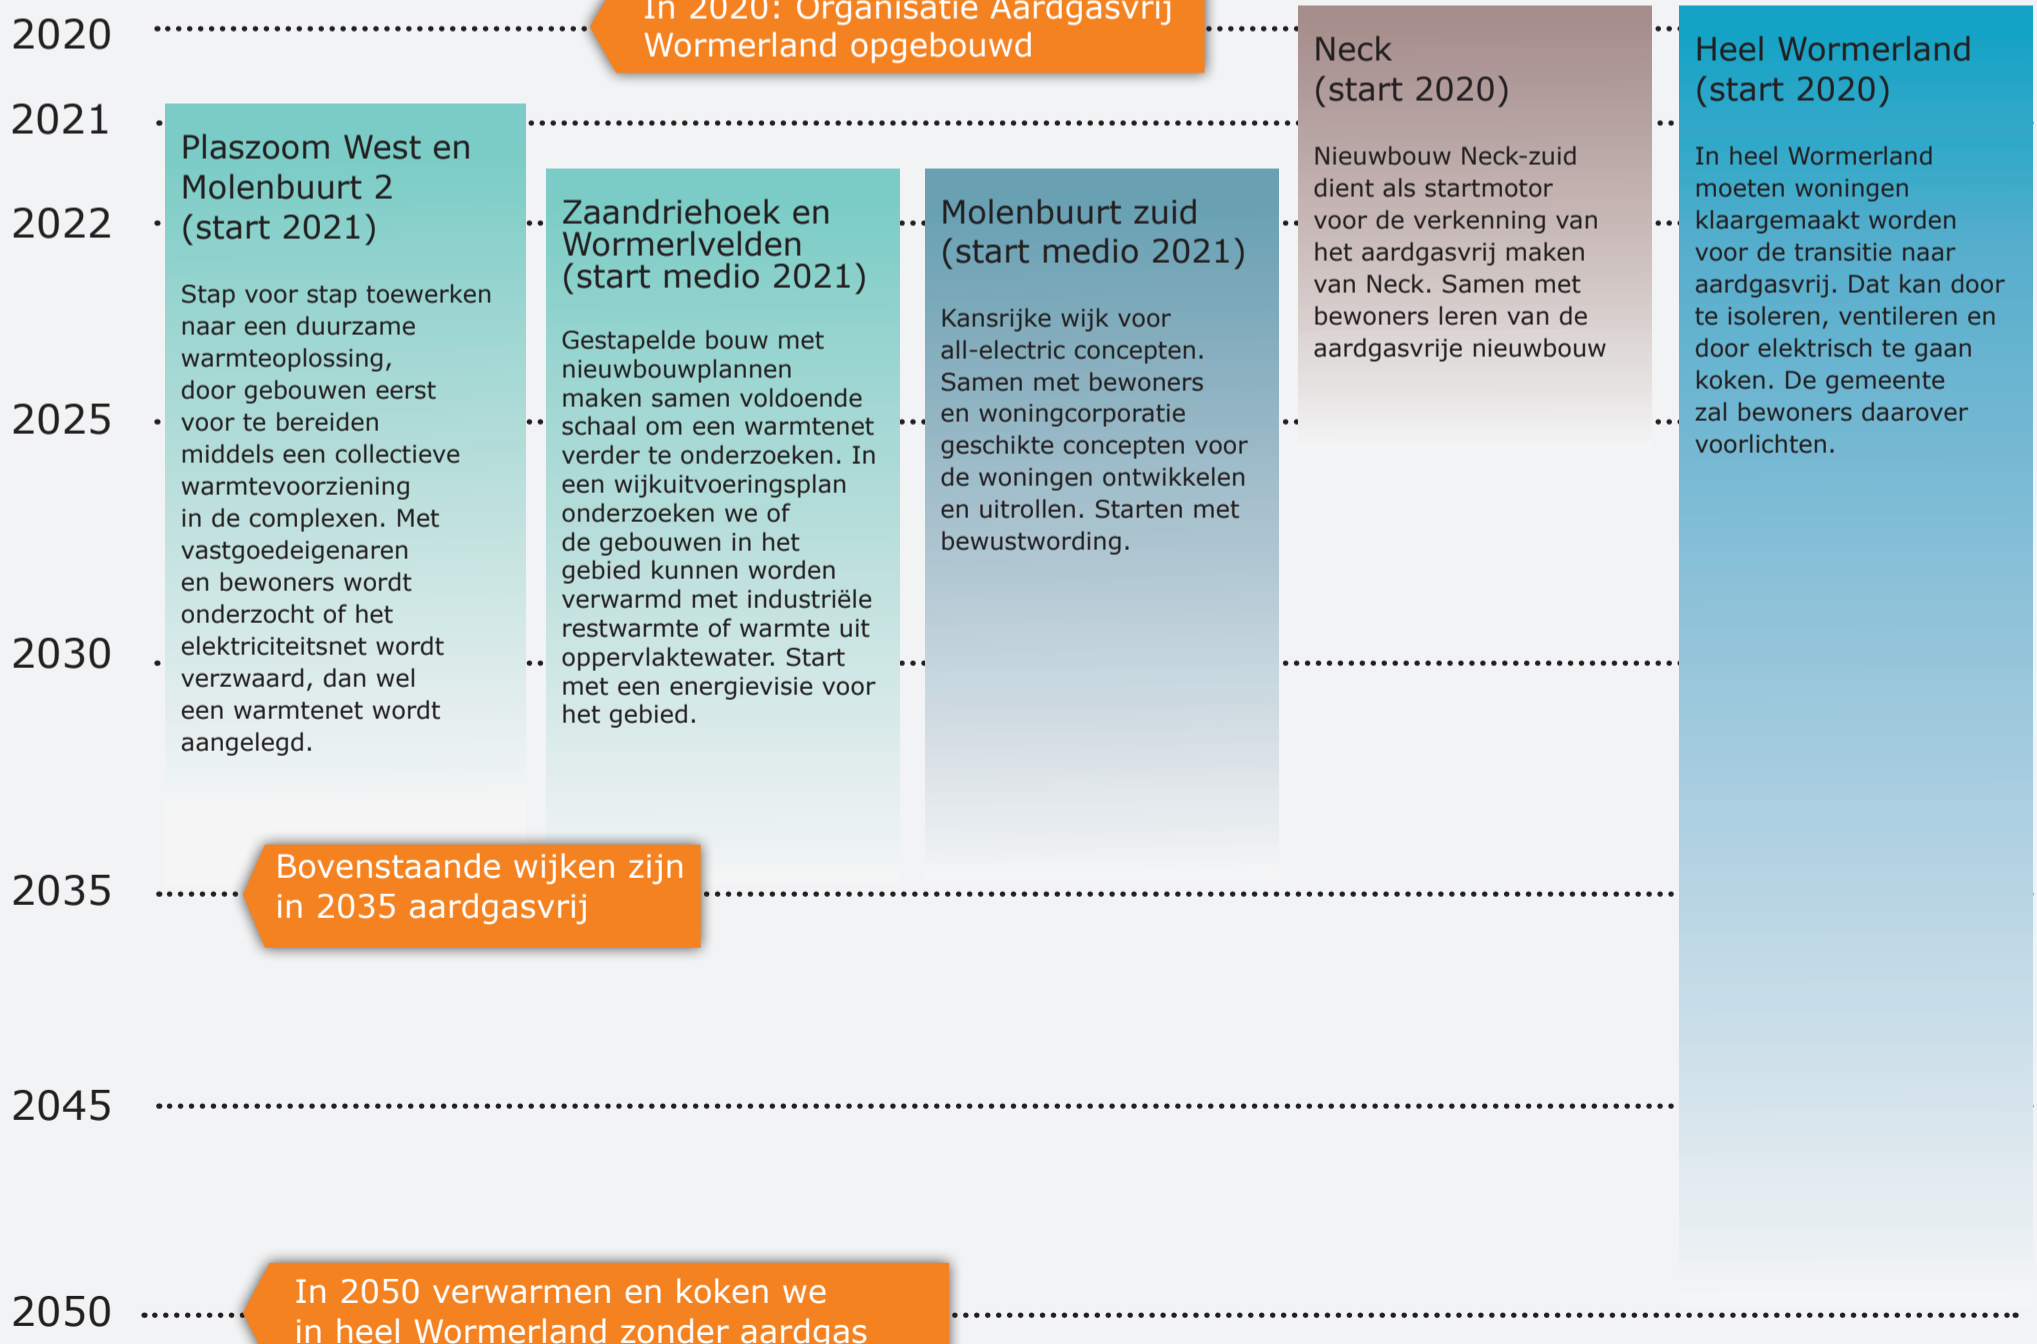 2020
2021
2022
2025
2030
2035
2045
2050
In 2020: Organisatie Aardgasvrij
Wormerland opgebouwd
Plaszoom West en
Molenbuurt 2
(start 2021)
Stap voor stap toewerken
naar een duurzame
warmteoplossing,
door gebouwen eerst
voor te bereiden
middels een collectieve
warmtevoorziening
in de complexen. Met
vastgoedeigenaren
en bewoners wordt
onderzocht of het
elektriciteitsnet wordt
verzwaard, dan wel
een warmtenet wordt
aangelegd.
Zaandriehoek en
Wormerlvelden
(start medio 2021)
Gestapelde bouw met
nieuwbouwplannen
maken samen voldoende
schaal om een warmtenet
verder te onderzoeken. In
een wijkuitvoeringsplan
onderzoeken we of
de gebouwen in het
gebied kunnen worden
verwarmd met industriële
restwarmte of warmte uit
oppervlaktewater. Start
met een energievisie voor
het gebied.
Molenbuurt zuid
(start medio 2021)
Kansrijke wijk voor
all-electric concepten.
Samen met bewoners
en woningcorporatie
geschikte concepten voor
de woningen ontwikkelen
en uitrollen. Starten met
bewustwording.
Neck
(start 2020)
Nieuwbouw Neck-zuid
dient als startmotor
voor de verkenning van
het aardgasvrij maken
van Neck. Samen met
bewoners leren van de
aardgasvrije nieuwbouw
Heel Wormerland
(start 2020)
In heel Wormerland
moeten woningen
klaargemaakt worden
voor de transitie naar
aardgasvrij. Dat kan door
te isoleren, ventileren en
door elektrisch te gaan
koken. De gemeente
zal bewoners daarover
voorlichten.
Bovenstaande wijken zijn
in 2035 aardgasvrij
In 2050 verwarmen en koken we
in heel Wormerland zonder aardgas